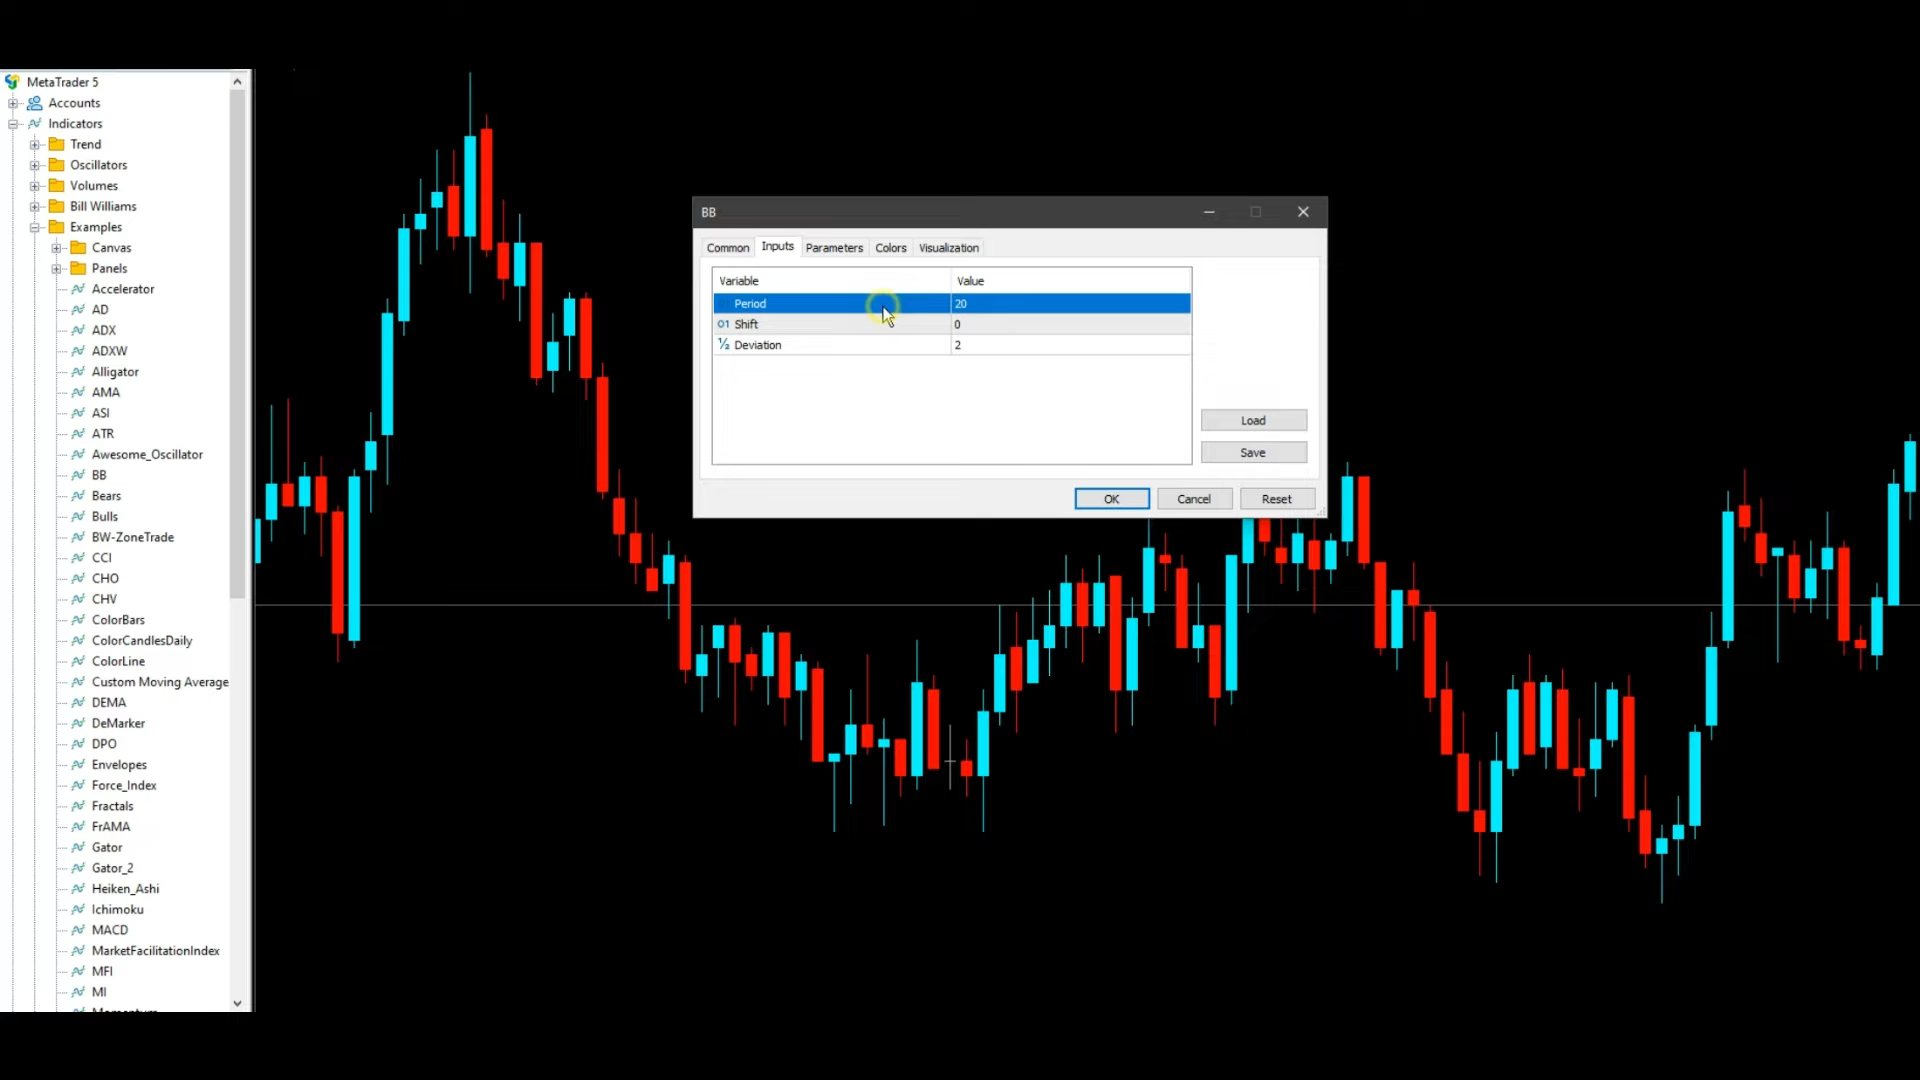 MetaTrader 5
Accounts
Indicators
Trend
Oscillators
Volumes
Bill Williams
Examples
Canvas
Panels
Accelerator
AD
ADX
ADXW
Alligator
AMA
ASI
ATR
Awesome_Oscillator
BB
Bears
Bulls
BW-ZoneTrade
CCI
CHO
CHV
ColorBars
ColorCandlesDaily
ColorLine
Custom Moving Average
DEMA
DeMarker
DPO
Envelopes
Force_Index
Fractals
FrAMA
Gator
Gator_2
Heiken_Ashi
Ichimoku
MACD
MarketFacilitationIndex
MFI
MI
BB
Common Inputs Parameters Colors Visualization
Variable Value
Period 20
01 Shift 0
½ Deviation 2
Load
Save
OK Cancel Reset